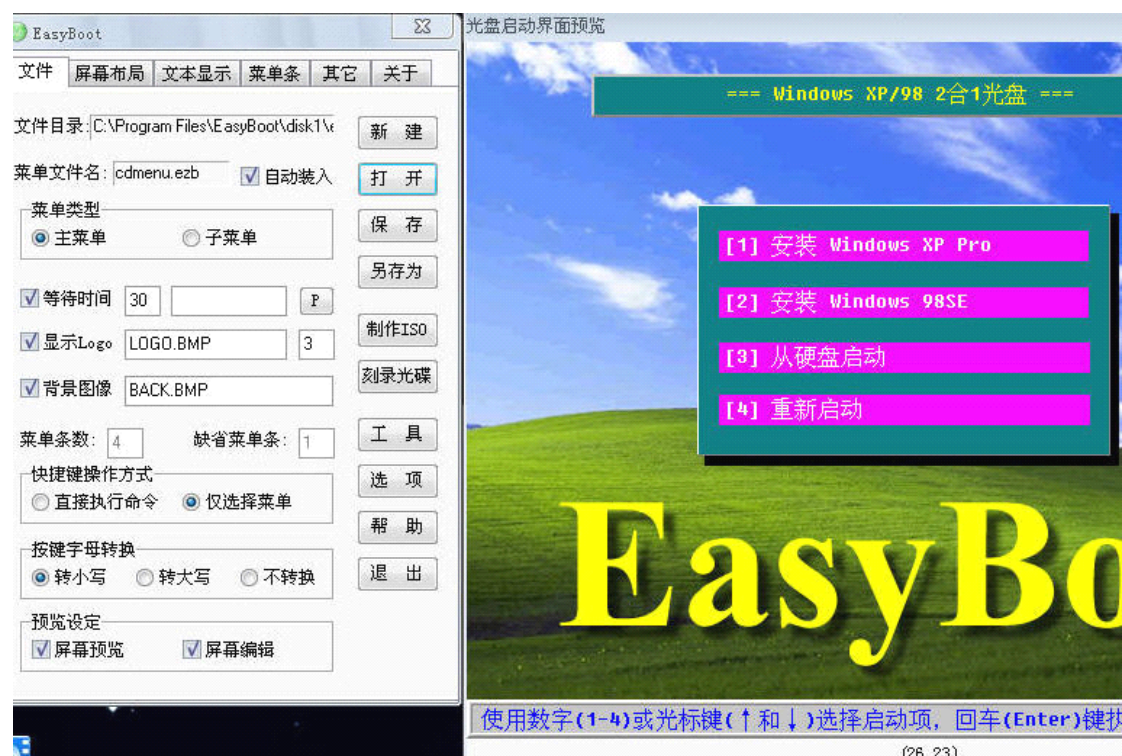 EasyBoot
文件 屏幕布局 文本显示 菜单条 其它 关于
文件目录: C:\Program Files\EasyBoot\disk1\e
新 建
菜单文件名: cdmenu.ezb 自动装入
打 开
菜单类型
主菜单 子菜单
保 存
另存为
等待时间 30 P
显示Logo LOGO.BMP 3
制作ISO
背景图像 BACK.BMP
刻录光碟
菜单条数: 4 缺省菜单条: 1
工 具
快捷键操作方式
直接执行命令 仅选择菜单
选 项
帮 助
按键字母转换
转小写 转大写 不转换
退 出
预览设定
屏幕预览 屏幕编辑
光盘启动界面预览
=== Windows XP/98 2合1光盘 ===
[1] 安装 Windows XP Pro
[2] 安装 Windows 98SE
[3] 从硬盘启动
[4] 重新启动
EasyBo
使用数字(1-4)或光标键(↑和↓)选择启动项, 回车(Enter)键执
(26,23)